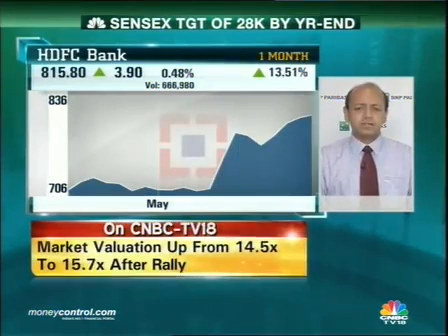 SENSEX TGT OF 28K BY YR-END
HDFC Bank
1 MONTH
815.80 3.90 0.48% 13.51%
Vol: 666,980
836
706
May
On CNBC-TV18
Market Valuation Up From 14.5x
To 15.7x After Rally
moneycontrol.com
CNBC
TV18